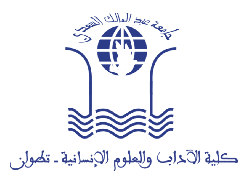 جامعة عبد المالك السعدي
كلية الآداب والعلوم الإنسانية - تطوان